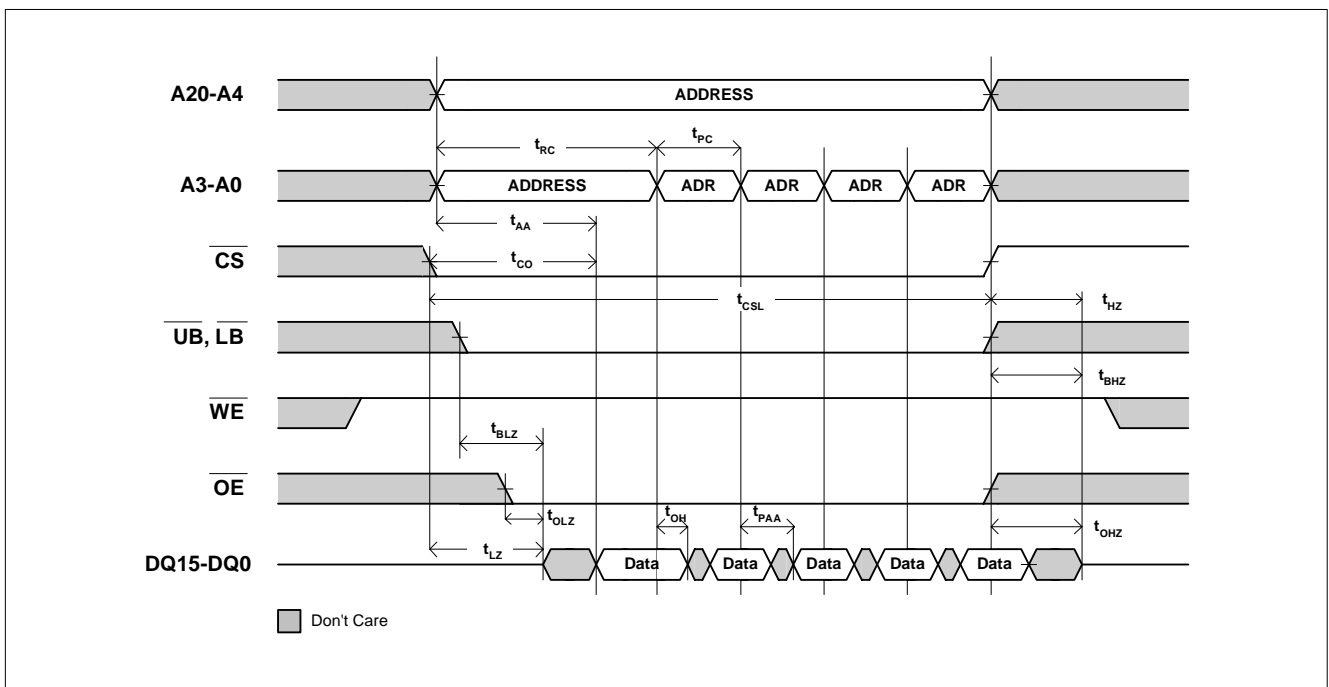 A20-A4 ADDRESS
tRC tPC
A3-A0 ADDRESS ADR ADR ADR ADR
tAA
CS tCO
tCSL tHZ
UB, LB
tBHZ
WE
tBLZ
OE
tOLZ tOH tPAA tOHZ
tLZ
DQ15-DQ0 Data Data Data Data Data
Don't Care